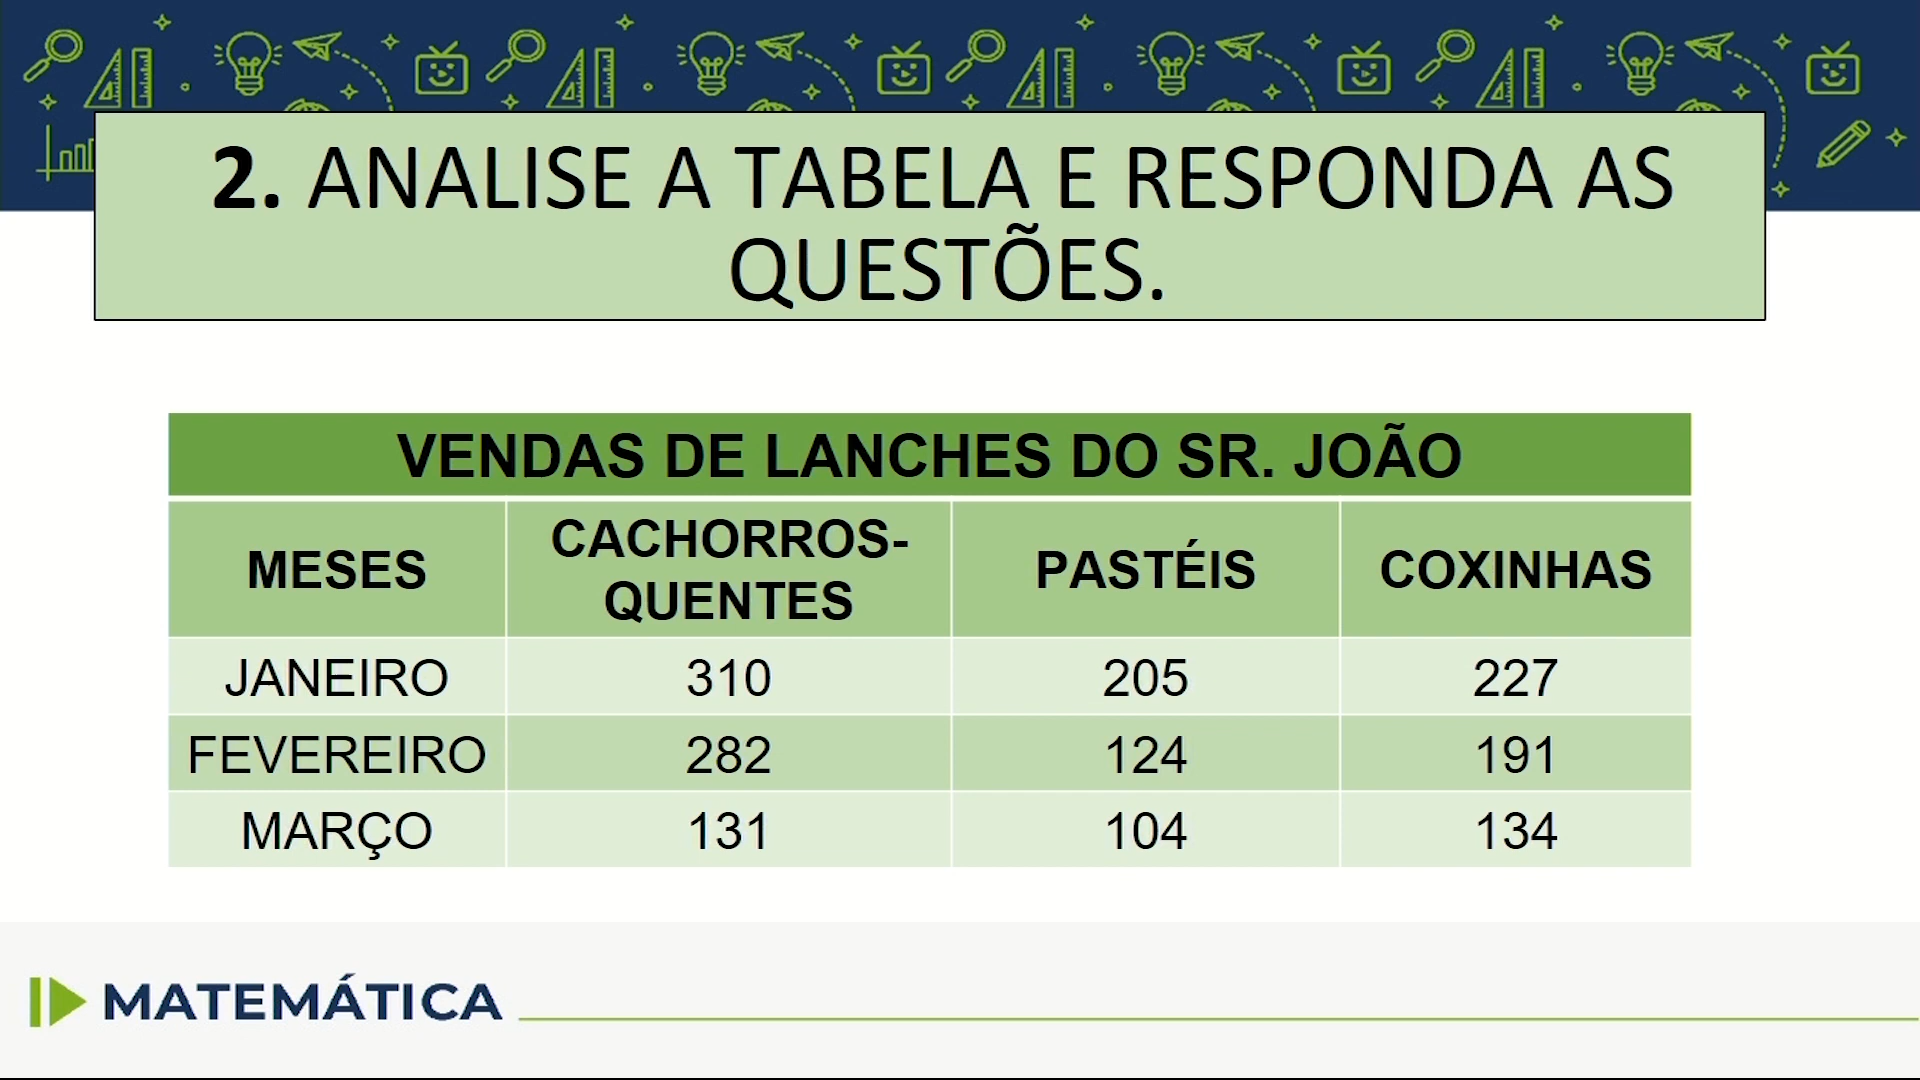 2. ANALISE A TABELA E RESPONDA AS
QUESTÕES.
VENDAS DE LANCHES DO SR. JOÃO
MESES CACHORROS-QUENTES PASTÉIS COXINHAS
JANEIRO 310 205 227
FEVEREIRO 282 124 191
MARÇO 131 104 134
MATEMÁTICA